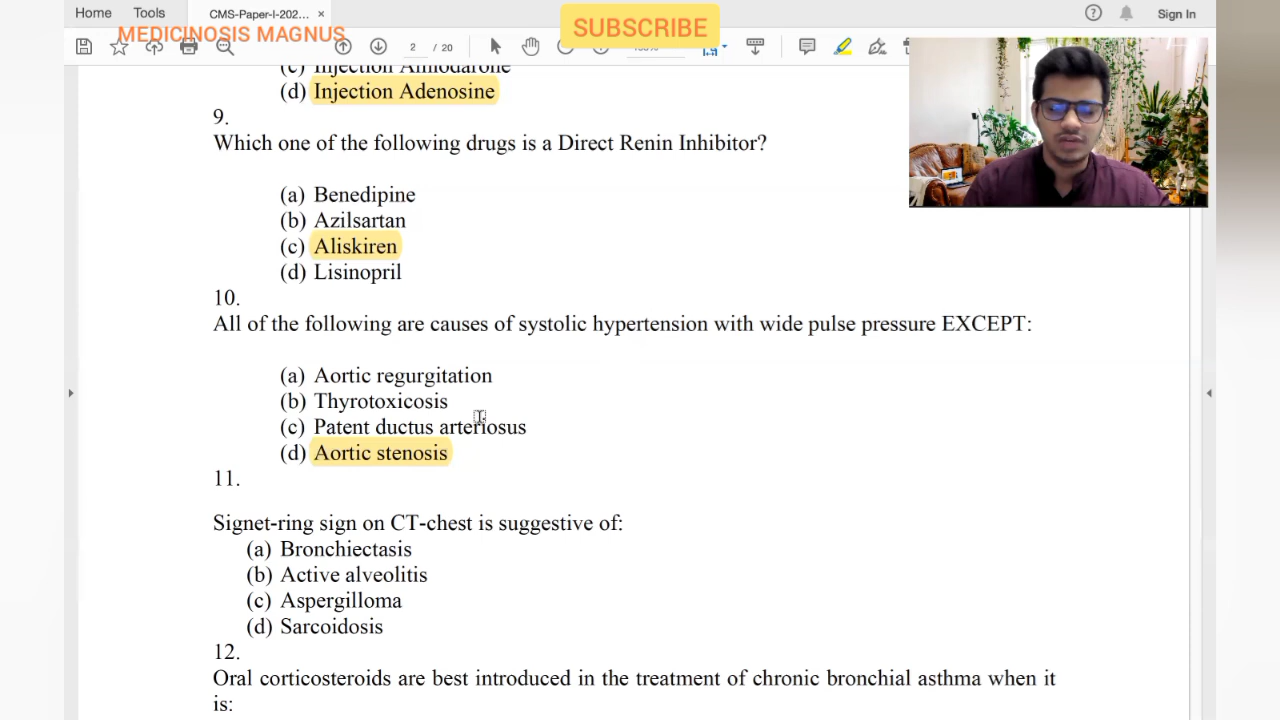 Home Tools CMS-Paper-I-202... × Sign In
MEDICINOSIS MAGNUS
SUBSCRIBE
2 / 20
(c) Injection Amiodarone
(d) Injection Adenosine
9.
Which one of the following drugs is a Direct Renin Inhibitor?
(a) Benedipine
(b) Azilsartan
(c) Aliskiren
(d) Lisinopril
10.
All of the following are causes of systolic hypertension with wide pulse pressure EXCEPT:
(a) Aortic regurgitation
(b) Thyrotoxicosis
(c) Patent ductus arteriosus
(d) Aortic stenosis
11.
Signet-ring sign on CT-chest is suggestive of:
(a) Bronchiectasis
(b) Active alveolitis
(c) Aspergilloma
(d) Sarcoidosis
12.
Oral corticosteroids are best introduced in the treatment of chronic bronchial asthma when it
is: